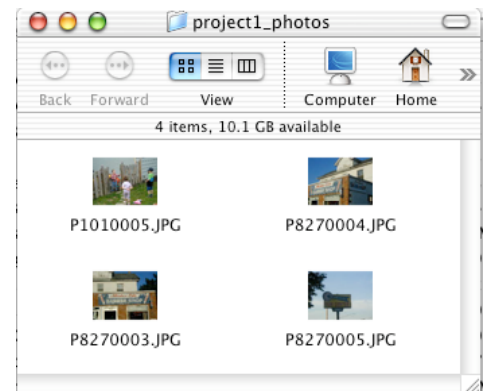 project1_photos
Back Forward View Computer Home
4 items, 10.1 GB available
P1010005.JPG P8270004.JPG
P8270003.JPG P8270005.JPG